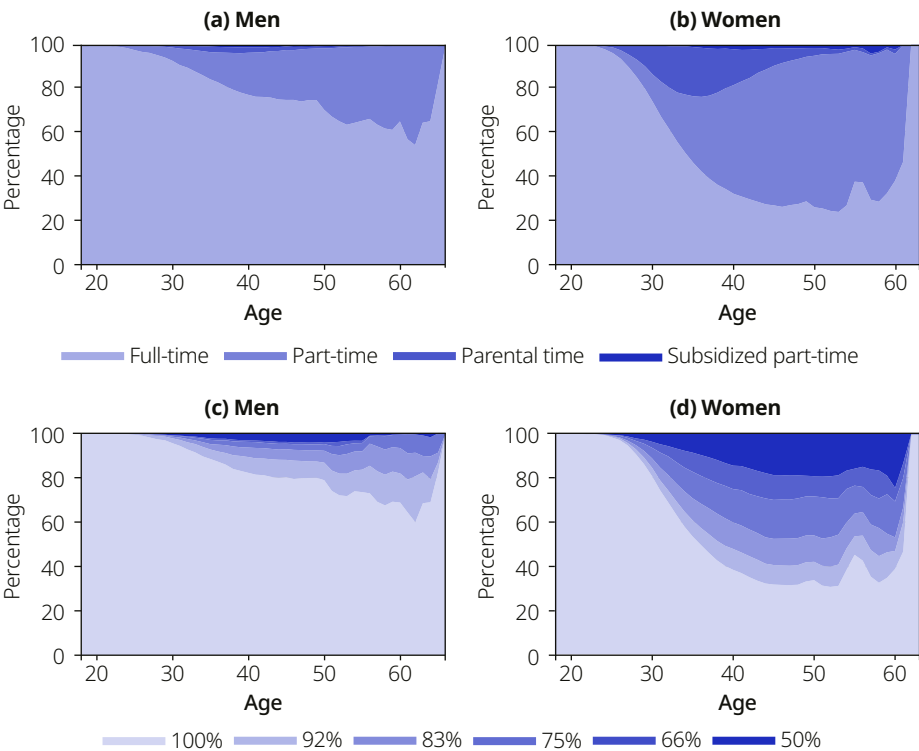 (a) Men (b) Women
100 100
80 80
60 60
40 40
20 20
0 0
Percentage Percentage
20 30 40 50 60 20 30 40 50 60
Age Age
Full-time Part-time Parental time Subsidized part-time
(c) Men (d) Women
100 100
80 80
60 60
40 40
20 20
0 0
Percentage Percentage
20 30 40 50 60 20 30 40 50 60
Age Age
100% 92% 83% 75% 66% 50%